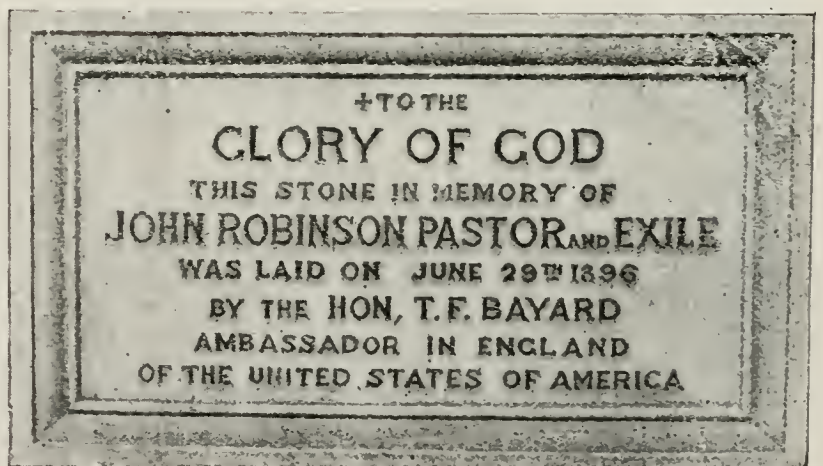 +TO THE
GLORY OF GOD
THIS STONE IN MEMORY OF
JOHN ROBINSON PASTOR AND EXILE
WAS LAID ON JUNE 29TH 1896
BY THE HON, T. F. BAYARD
AMBASSADOR IN ENGLAND
OF THE UNITED STATES OF AMERICA